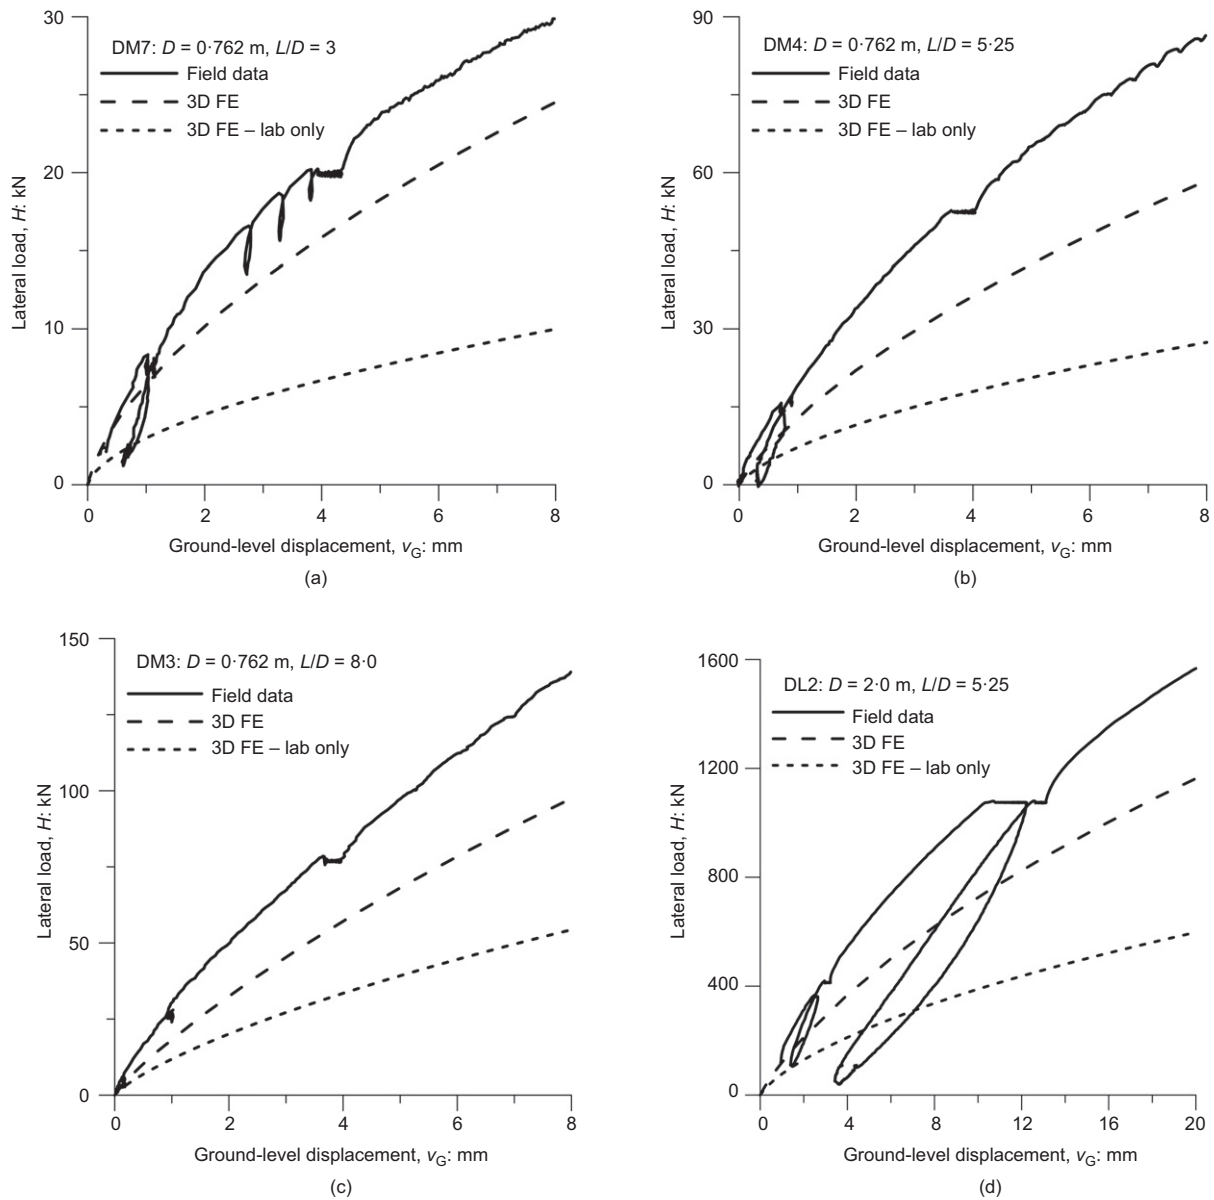 30
DM7: D = 0·762 m, L/D = 3
Field data
3D FE
3D FE – lab only
20
10
0
Lateral load, H: kN
0 2 4 6 8
Ground-level displacement, vG: mm
(a)
90
DM4: D = 0·762 m, L/D = 5·25
Field data
3D FE
3D FE – lab only
60
30
0
Lateral load, H: kN
0 2 4 6 8
Ground-level displacement, vG: mm
(b)
150
DM3: D = 0·762 m, L/D = 8·0
Field data
3D FE
3D FE – lab only
100
50
0
Lateral load, H: kN
0 2 4 6 8
Ground-level displacement, vG: mm
(c)
1600
DL2: D = 2·0 m, L/D = 5·25
Field data
3D FE
3D FE – lab only
1200
800
400
0
Lateral load, H: kN
0 4 8 12 16 20
Ground-level displacement, vG: mm
(d)